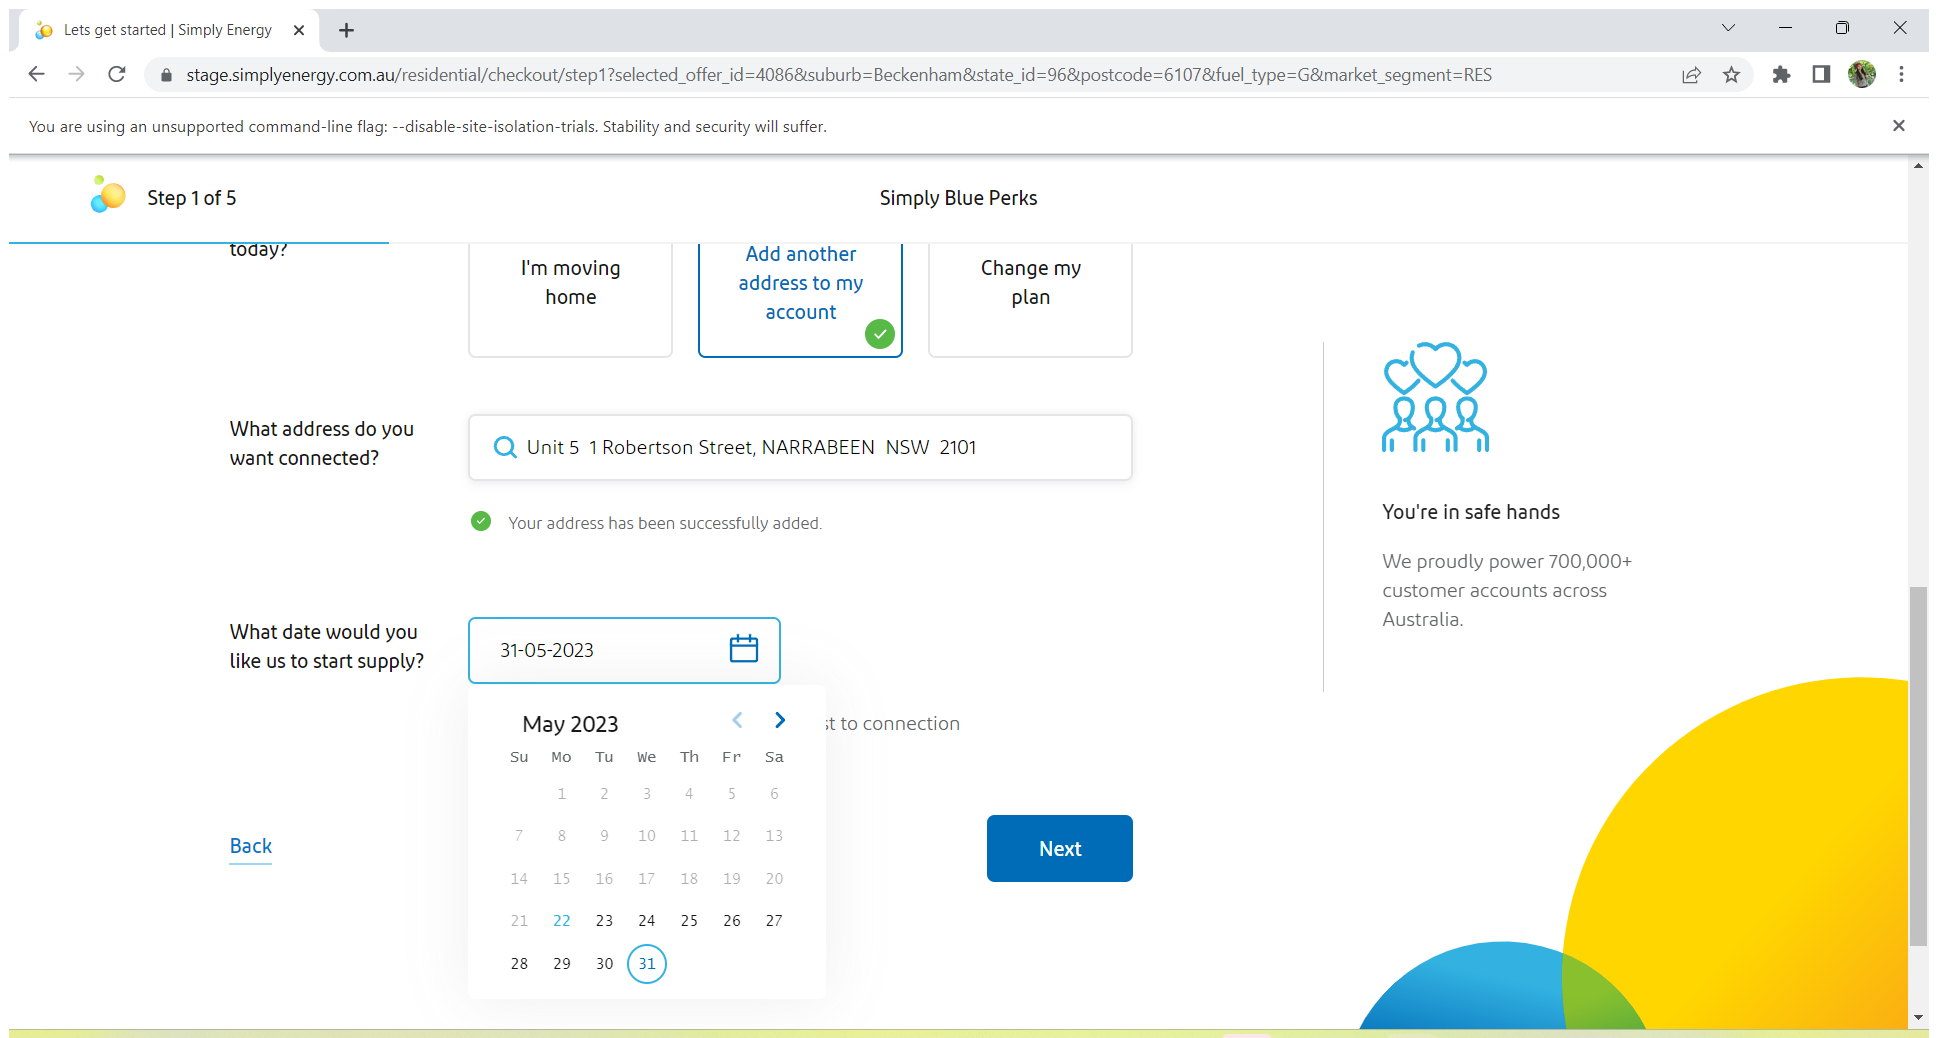 Lets get started | Simply Energy
stage.simplyenergy.com.au/residential/checkout/step1?selected_offer_id=4086&suburb=Beckenham&state_id=96&postcode=6107&fuel_type=G&market_segment=RES
You are using an unsupported command-line flag: --disable-site-isolation-trials. Stability and security will suffer.
Step 1 of 5
Simply Blue Perks
today?
I'm moving
home
Add another
address to my
account
Change my
plan
What address do you
want connected?
Unit 5 1 Robertson Street, NARRABEEN NSW 2101
Your address has been successfully added.
You're in safe hands
We proudly power 700,000+
customer accounts across
Australia.
What date would you
like us to start supply?
31-05-2023
May 2023
to connection
Su Mo Tu We Th Fr Sa
1 2 3 4 5 6
7 8 9 10 11 12 13
14 15 16 17 18 19 20
21 22 23 24 25 26 27
28 29 30 31
Back
Next